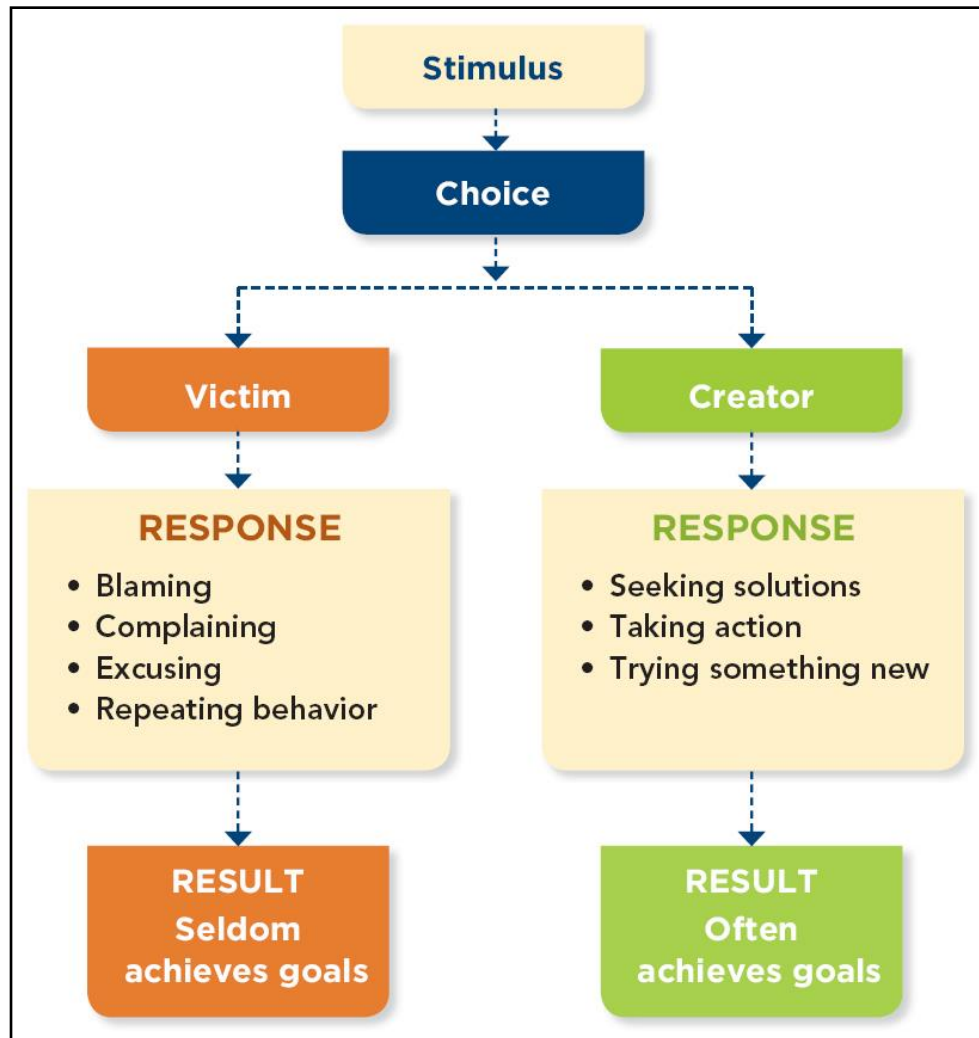 Stimulus
Choice
Victim
RESPONSE
• Blaming
• Complaining
• Excusing
• Repeating behavior
RESULT
Seldom
achieves goals
Creator
RESPONSE
• Seeking solutions
• Taking action
• Trying something new
RESULT
Often
achieves goals